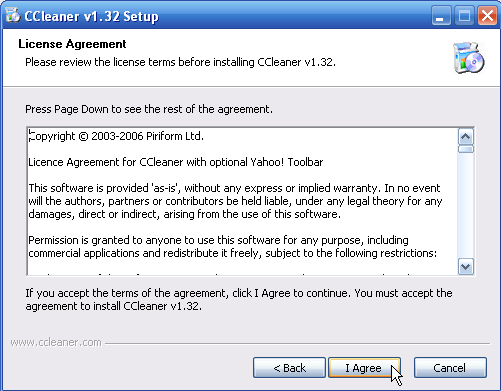 CCleaner v1.32 Setup
License Agreement
Please review the license terms before installing CCleaner v1.32.
Press Page Down to see the rest of the agreement.
Copyright © 2003-2006 Piriform Ltd.
Licence Agreement for CCleaner with optional Yahoo! Toolbar
This software is provided 'as-is', without any express or implied warranty. In no event
will the authors, partners or contributors be held liable, under any legal theory for any
damages, direct or indirect, arising from the use of this software.
Permission is granted to anyone to use this software for any purpose, including
commercial applications and redistribute it freely, subject to the following restrictions:
If you accept the terms of the agreement, click I Agree to continue. You must accept the
agreement to install CCleaner v1.32.
www.ccleaner.com
< Back
I Agree
Cancel